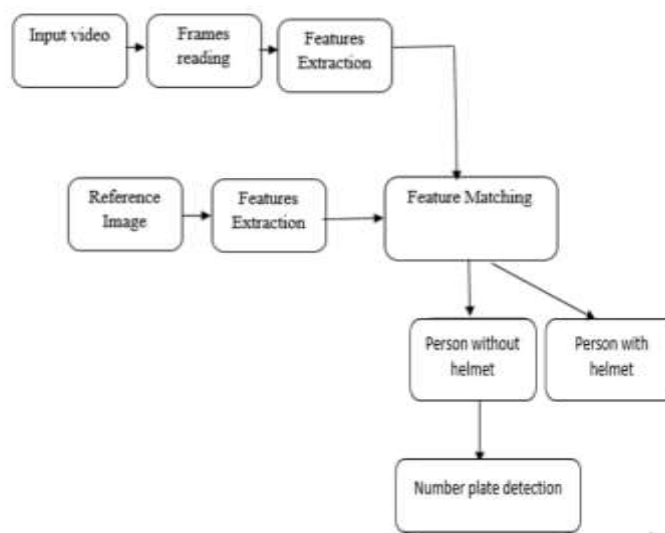 Input video
Frames
reading
Features
Extraction
Reference
Image
Features
Extraction
Feature Matching
Person without
helmet
Person with
helmet
Number plate detection